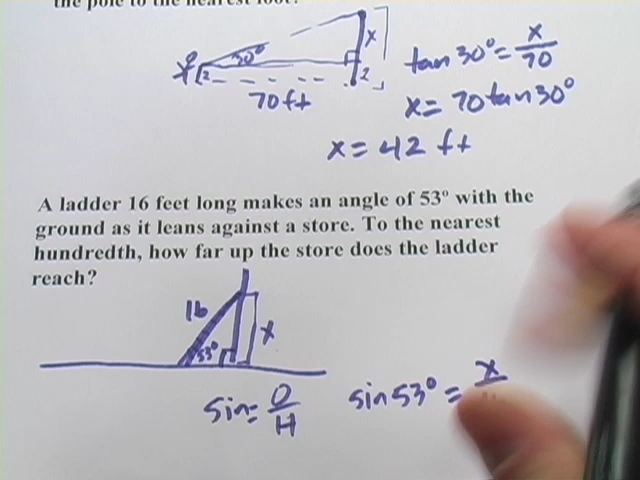 the pole to the nearest foot.
30°
x
2
2
70 ft
tan 30° = x/70
x = 70 tan 30°
x = 42 ft
A ladder 16 feet long makes an angle of 53° with the
ground as it leans against a store. To the nearest
hundredth, how far up the store does the ladder
reach?
16
x
53°
sin = O/H
sin 53° = x